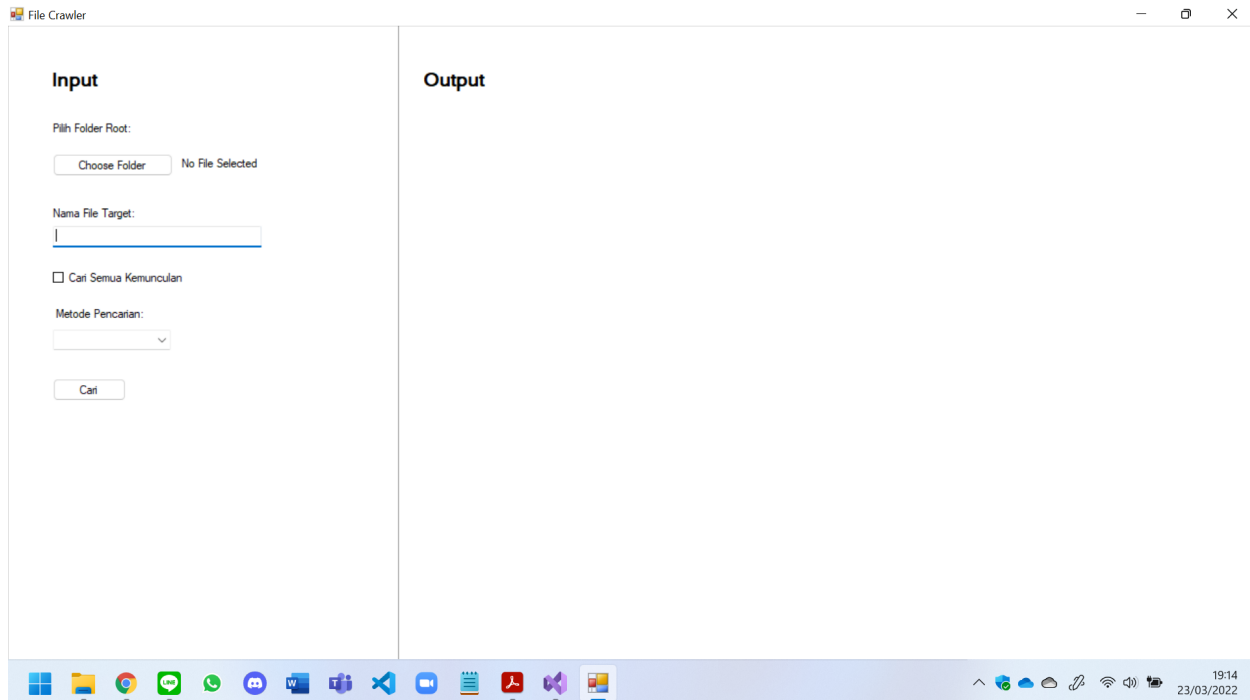 File Crawler
Input
Pilih Folder Root:
Choose Folder No File Selected
Nama File Target:
Cari Semua Kemunculan
Metode Pencarian:
Cari
Output
19:14
23/03/2022